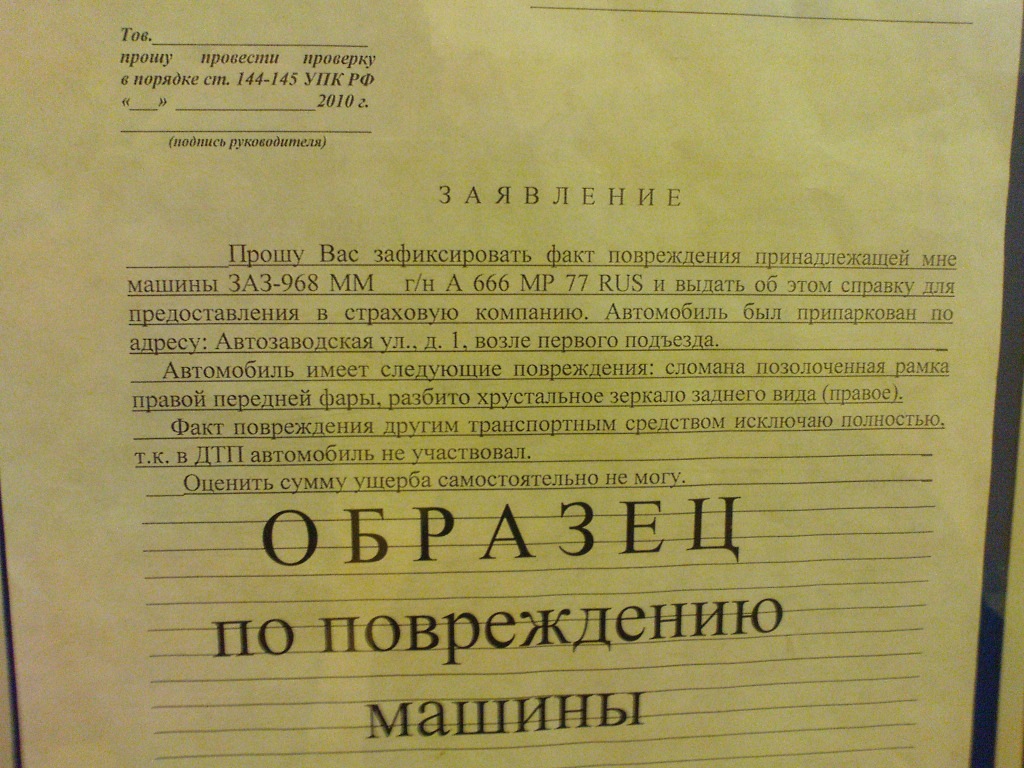 Тов.____________________
прошу провести проверку
в порядке ст. 144-145 УПК РФ
«___» _______________2010 г.
(подпись руководителя)
ЗАЯВЛЕНИЕ
Прошу Вас зафиксировать факт повреждения принадлежащей мне
машины ЗАЗ-968 ММ г/н А 666 МР 77 RUS и выдать об этом справку для
предоставления в страховую компанию. Автомобиль был припаркован по
адресу: Автозаводская ул., д. 1, возле первого подъезда.
Автомобиль имеет следующие повреждения: сломана позолоченная рамка
правой передней фары, разбито хрустальное зеркало заднего вида (правое).
Факт повреждения другим транспортным средством исключаю полностью,
т.к. в ДТП автомобиль не участвовал.
Оценить сумму ущерба самостоятельно не могу.
ОБРАЗЕЦ
по повреждению
машины